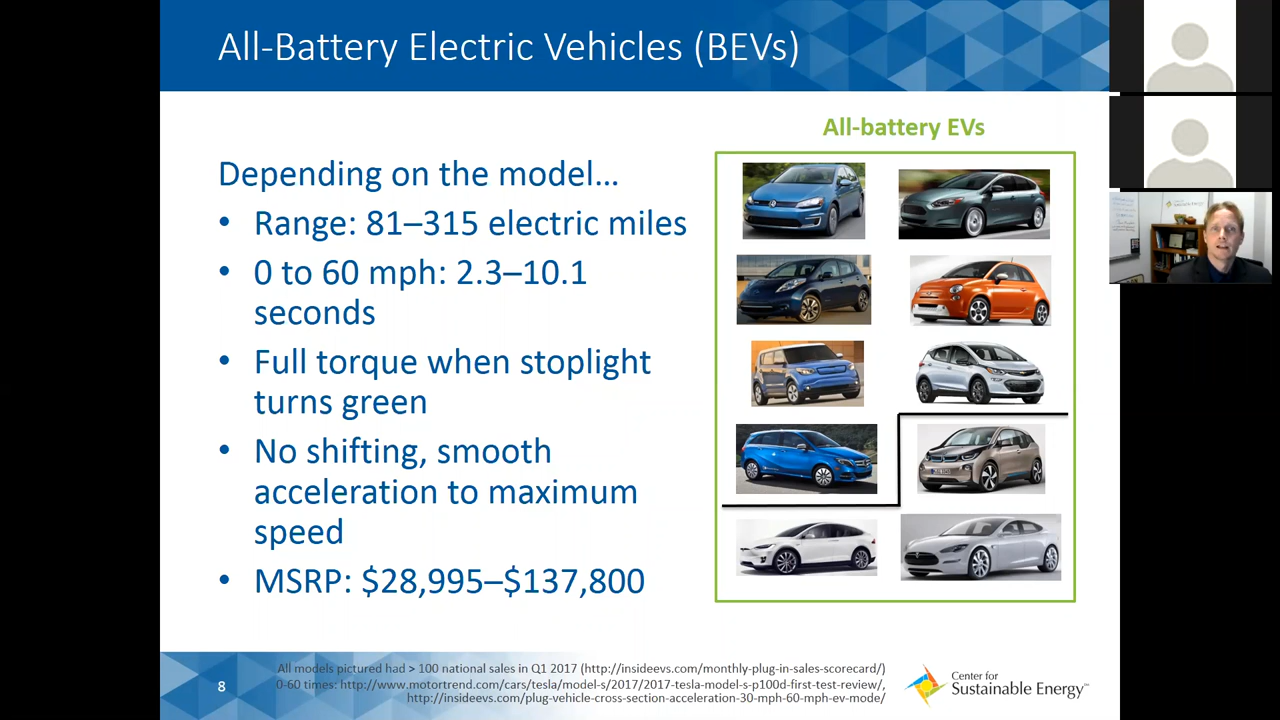 All-Battery Electric Vehicles (BEVs)
All-battery EVs
Depending on the model…
• Range: 81–315 electric miles
• 0 to 60 mph: 2.3–10.1
seconds
• Full torque when stoplight
turns green
• No shifting, smooth
acceleration to maximum
speed
• MSRP: $28,995–$137,800
All models pictured had > 100 national sales in Q1 2017 (http://insideevs.com/monthly-plug-in-sales-scorecard/)
0-60 times: http://www.motortrend.com/cars/tesla/model-s/2017/2017-tesla-model-s-p100d-first-test-review/,
http://insideevs.com/plug-vehicle-cross-section-acceleration-30-mph-60-mph-ev-mode/
8
Center for
Sustainable Energy™